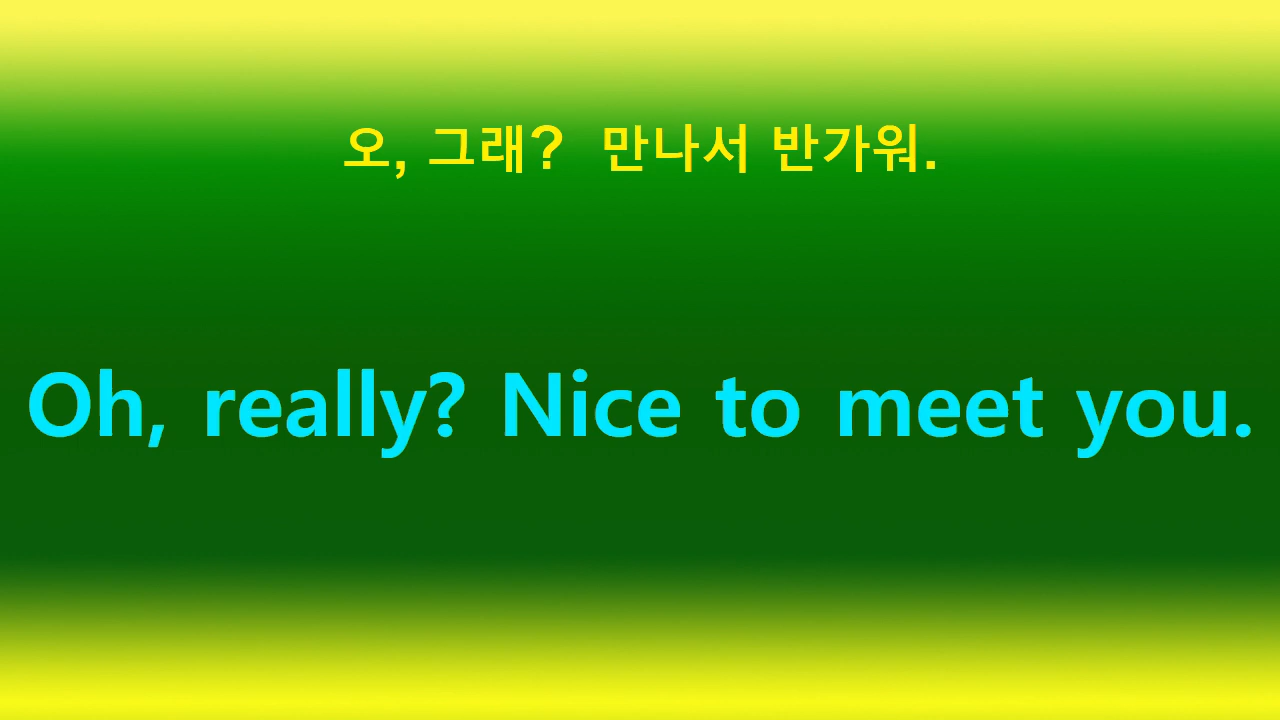 오, 그래?  만나서 반가워.
Oh, really? Nice to meet you.